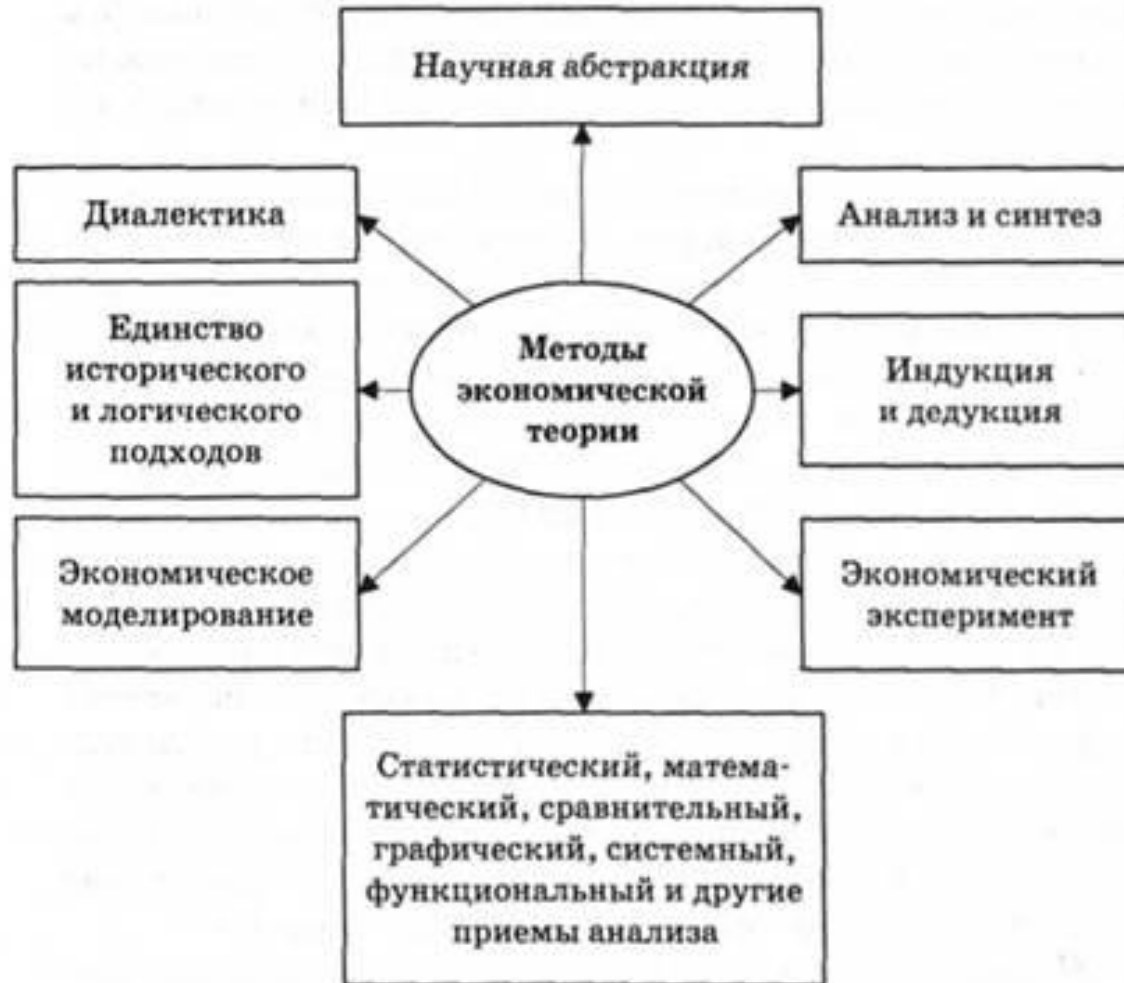 Научная абстракция
Диалектика
Анализ и синтез
Единство
исторического
и логического
подходов
Методы
экономической
теории
Индукция
и дедукция
Экономическое
моделирование
Экономический
эксперимент
Статистический, матема-
тический, сравнительный,
графический, системный,
функциональный и другие
приемы анализа